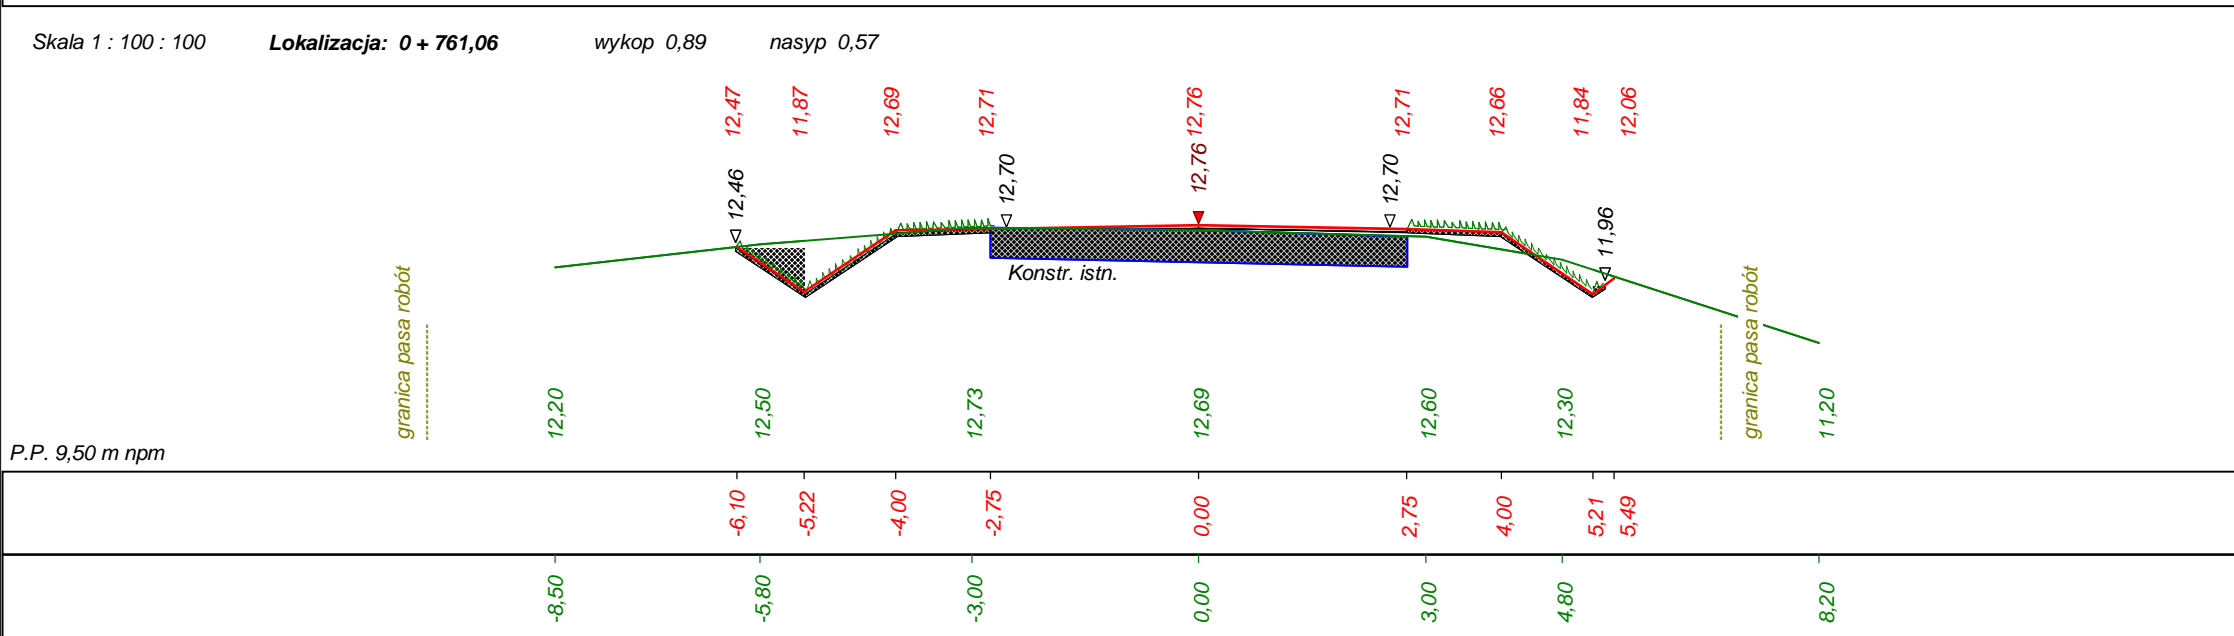 Skala 1 : 100 : 100 Lokalizacja: 0 + 761,06 wykop 0,89 nasyp 0,57
12,47 11,87 12,69 12,71 12,76 12,71 12,66 11,84 12,06
12,46 12,70 12,76 12,70 11,96
Konstr. istn.
granica pasa robót granica pasa robót
12,20 12,50 12,73 12,69 12,60 12,30 11,20
P.P. 9,50 m npm
-6,10 -5,22 -4,00 -2,75 0,00 2,75 4,00 5,21 5,49
-8,50 -5,80 -3,00 0,00 3,00 4,80 8,20